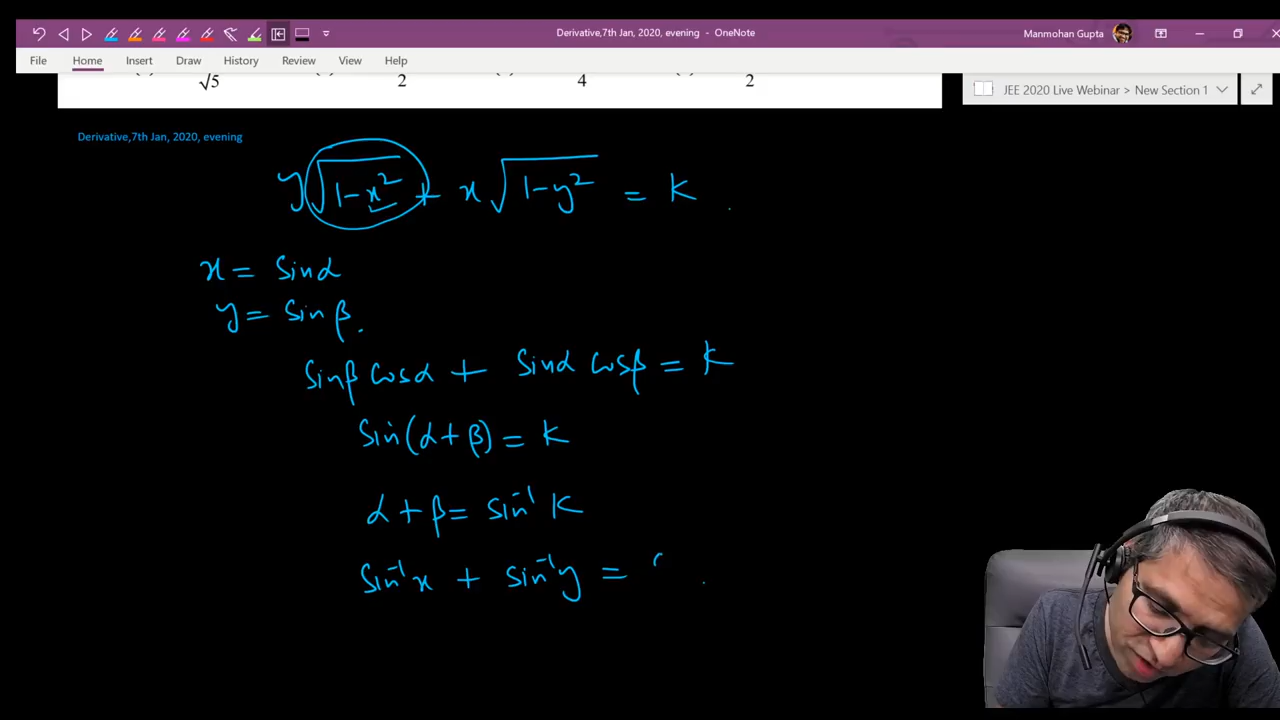 Derivative,7th Jan, 2020, evening - OneNote
Manmohan Gupta
File Home Insert Draw History Review View Help
√5 2 4 2
JEE 2020 Live Webinar > New Section 1
Derivative,7th Jan, 2020, evening
y√(1-x²) + x√(1-y²) = K
x = Sinα
y = Sin β
Sinβ Cosα + Sinα Cosβ = K
Sin(α+β) = K
α + β = Sin⁻¹ K
Sin⁻¹x + Sin⁻¹y =